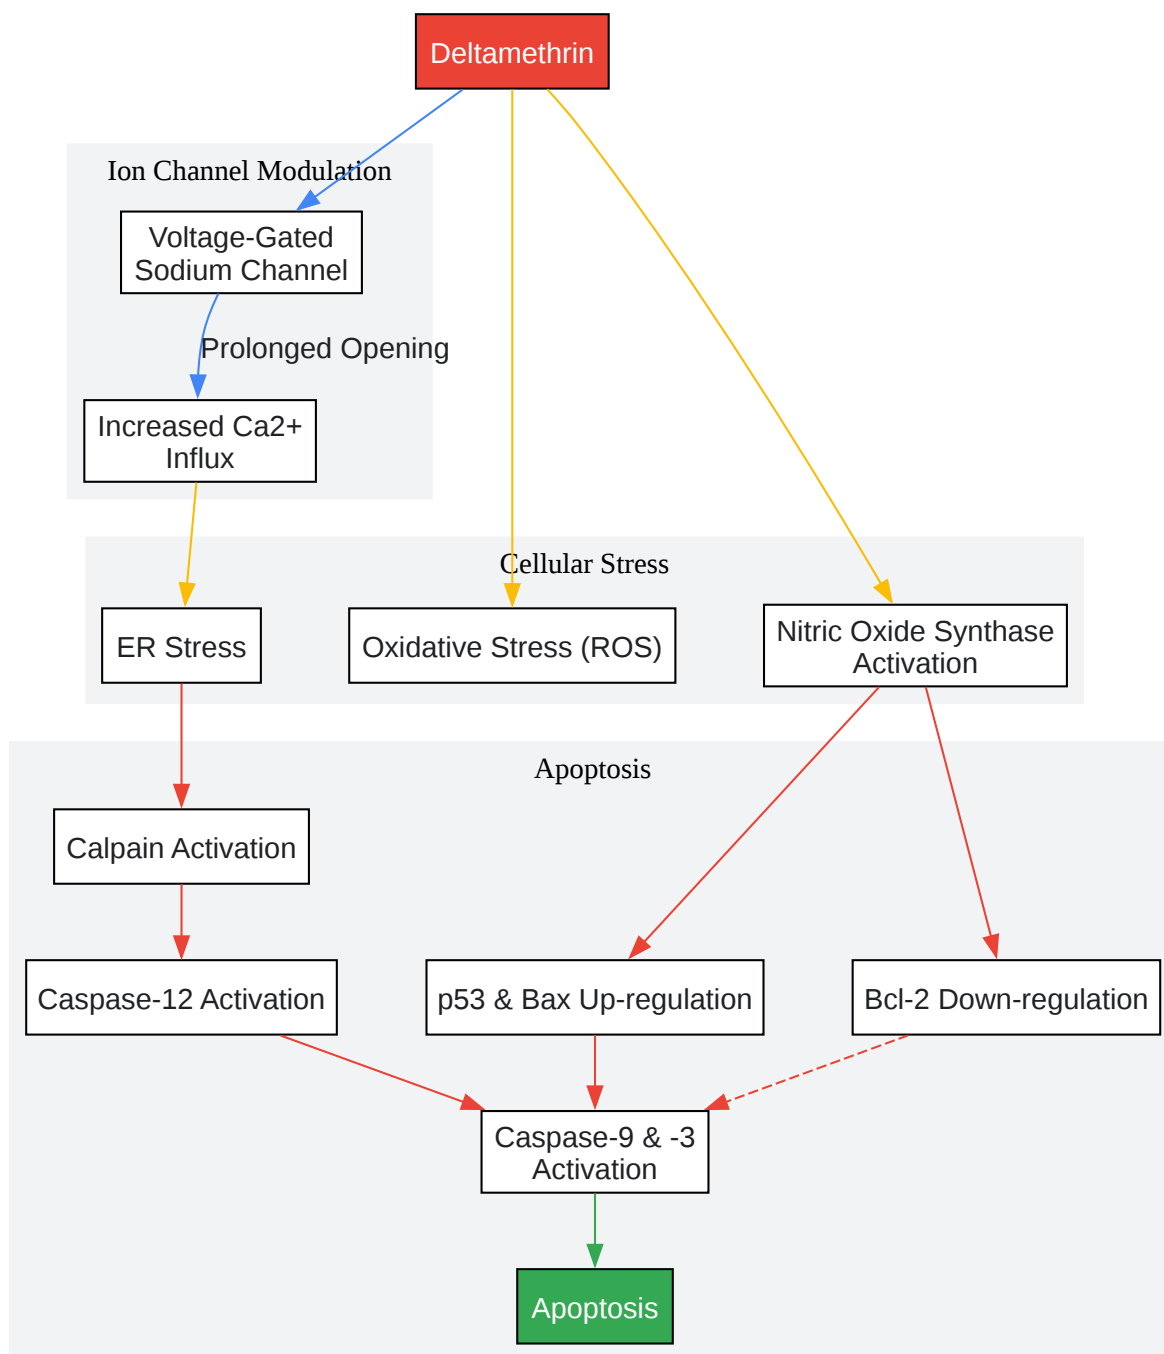 Deltamethrin
Ion Channel Modulation
Voltage-Gated
Sodium Channel
Prolonged Opening
Increased Ca2+
Influx
Cellular Stress
ER Stress
Oxidative Stress (ROS)
Nitric Oxide Synthase
Activation
Apoptosis
Calpain Activation
Caspase-12 Activation
p53 & Bax Up-regulation
Bcl-2 Down-regulation
Caspase-9 & -3
Activation
Apoptosis